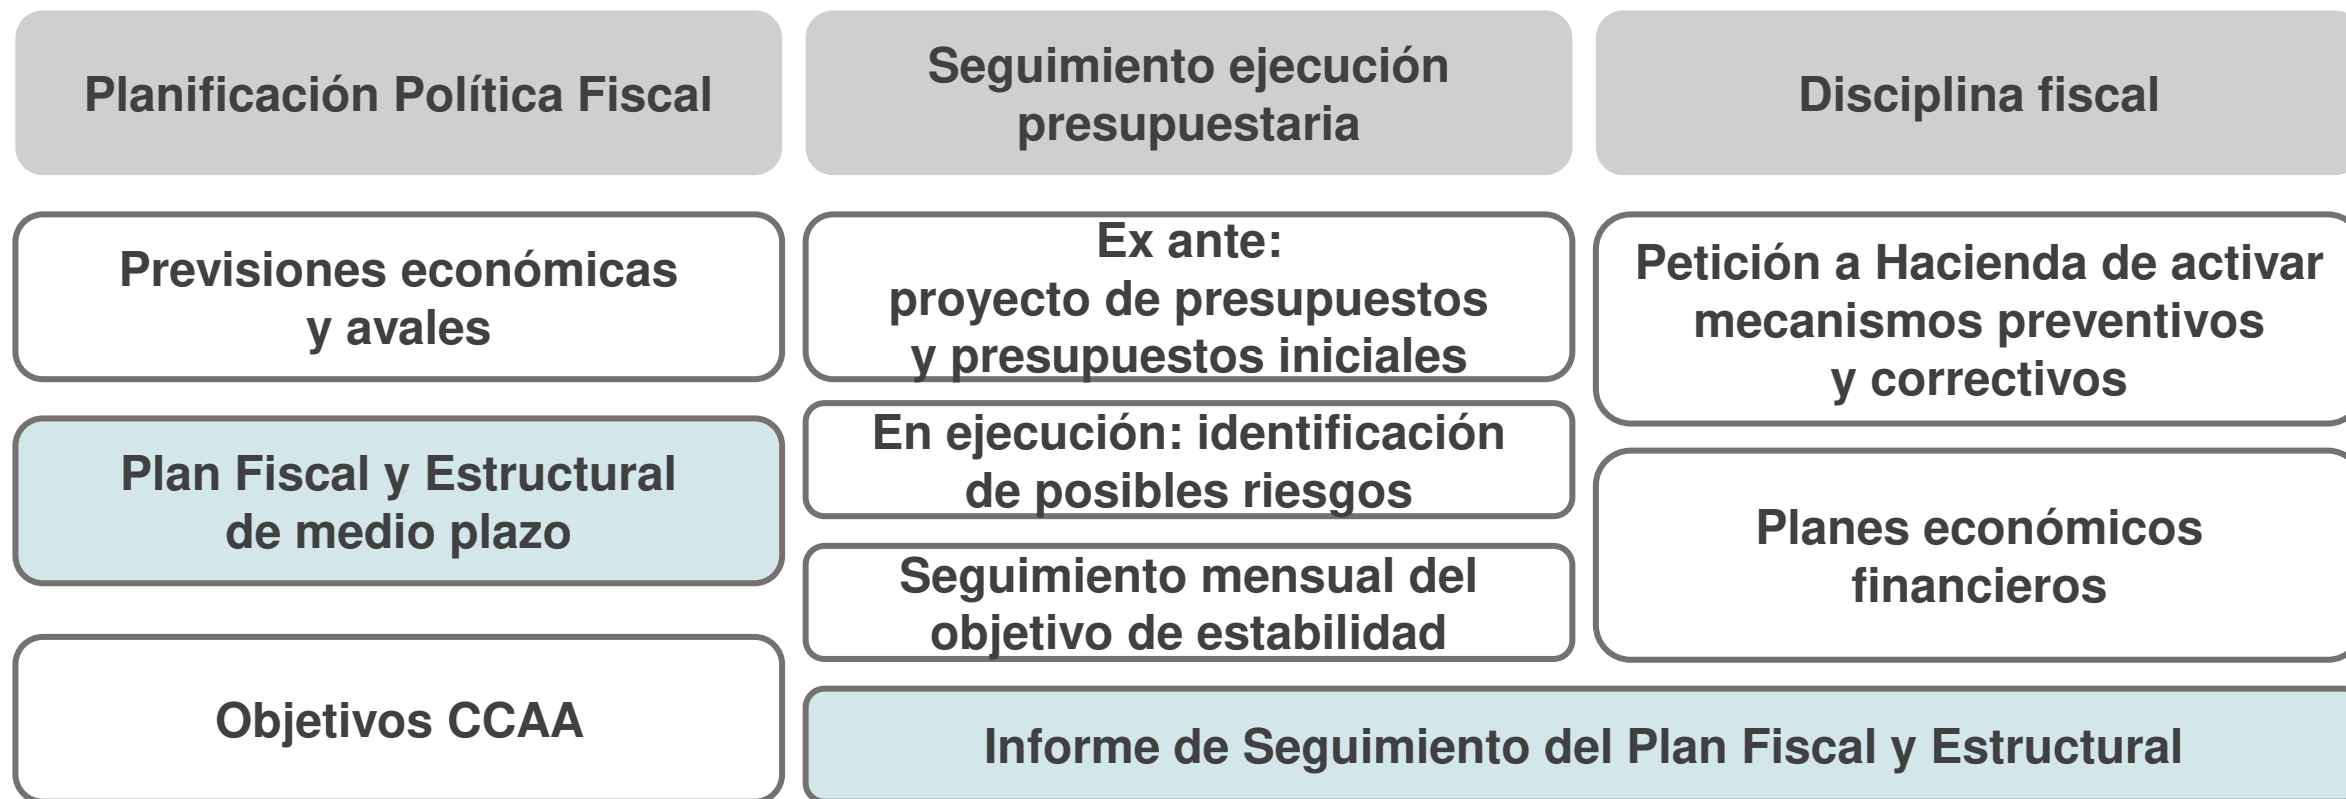 Planificación Política Fiscal
Seguimiento ejecución
presupuestaria
Disciplina fiscal
Previsiones económicas
y avales
Plan Fiscal y Estructural
de medio plazo
Objetivos CCAA
Ex ante:
proyecto de presupuestos
y presupuestos iniciales
En ejecución: identificación
de posibles riesgos
Seguimiento mensual del
objetivo de estabilidad
Petición a Hacienda de activar
mecanismos preventivos
y correctivos
Planes económicos
financieros
Informe de Seguimiento del Plan Fiscal y Estructural